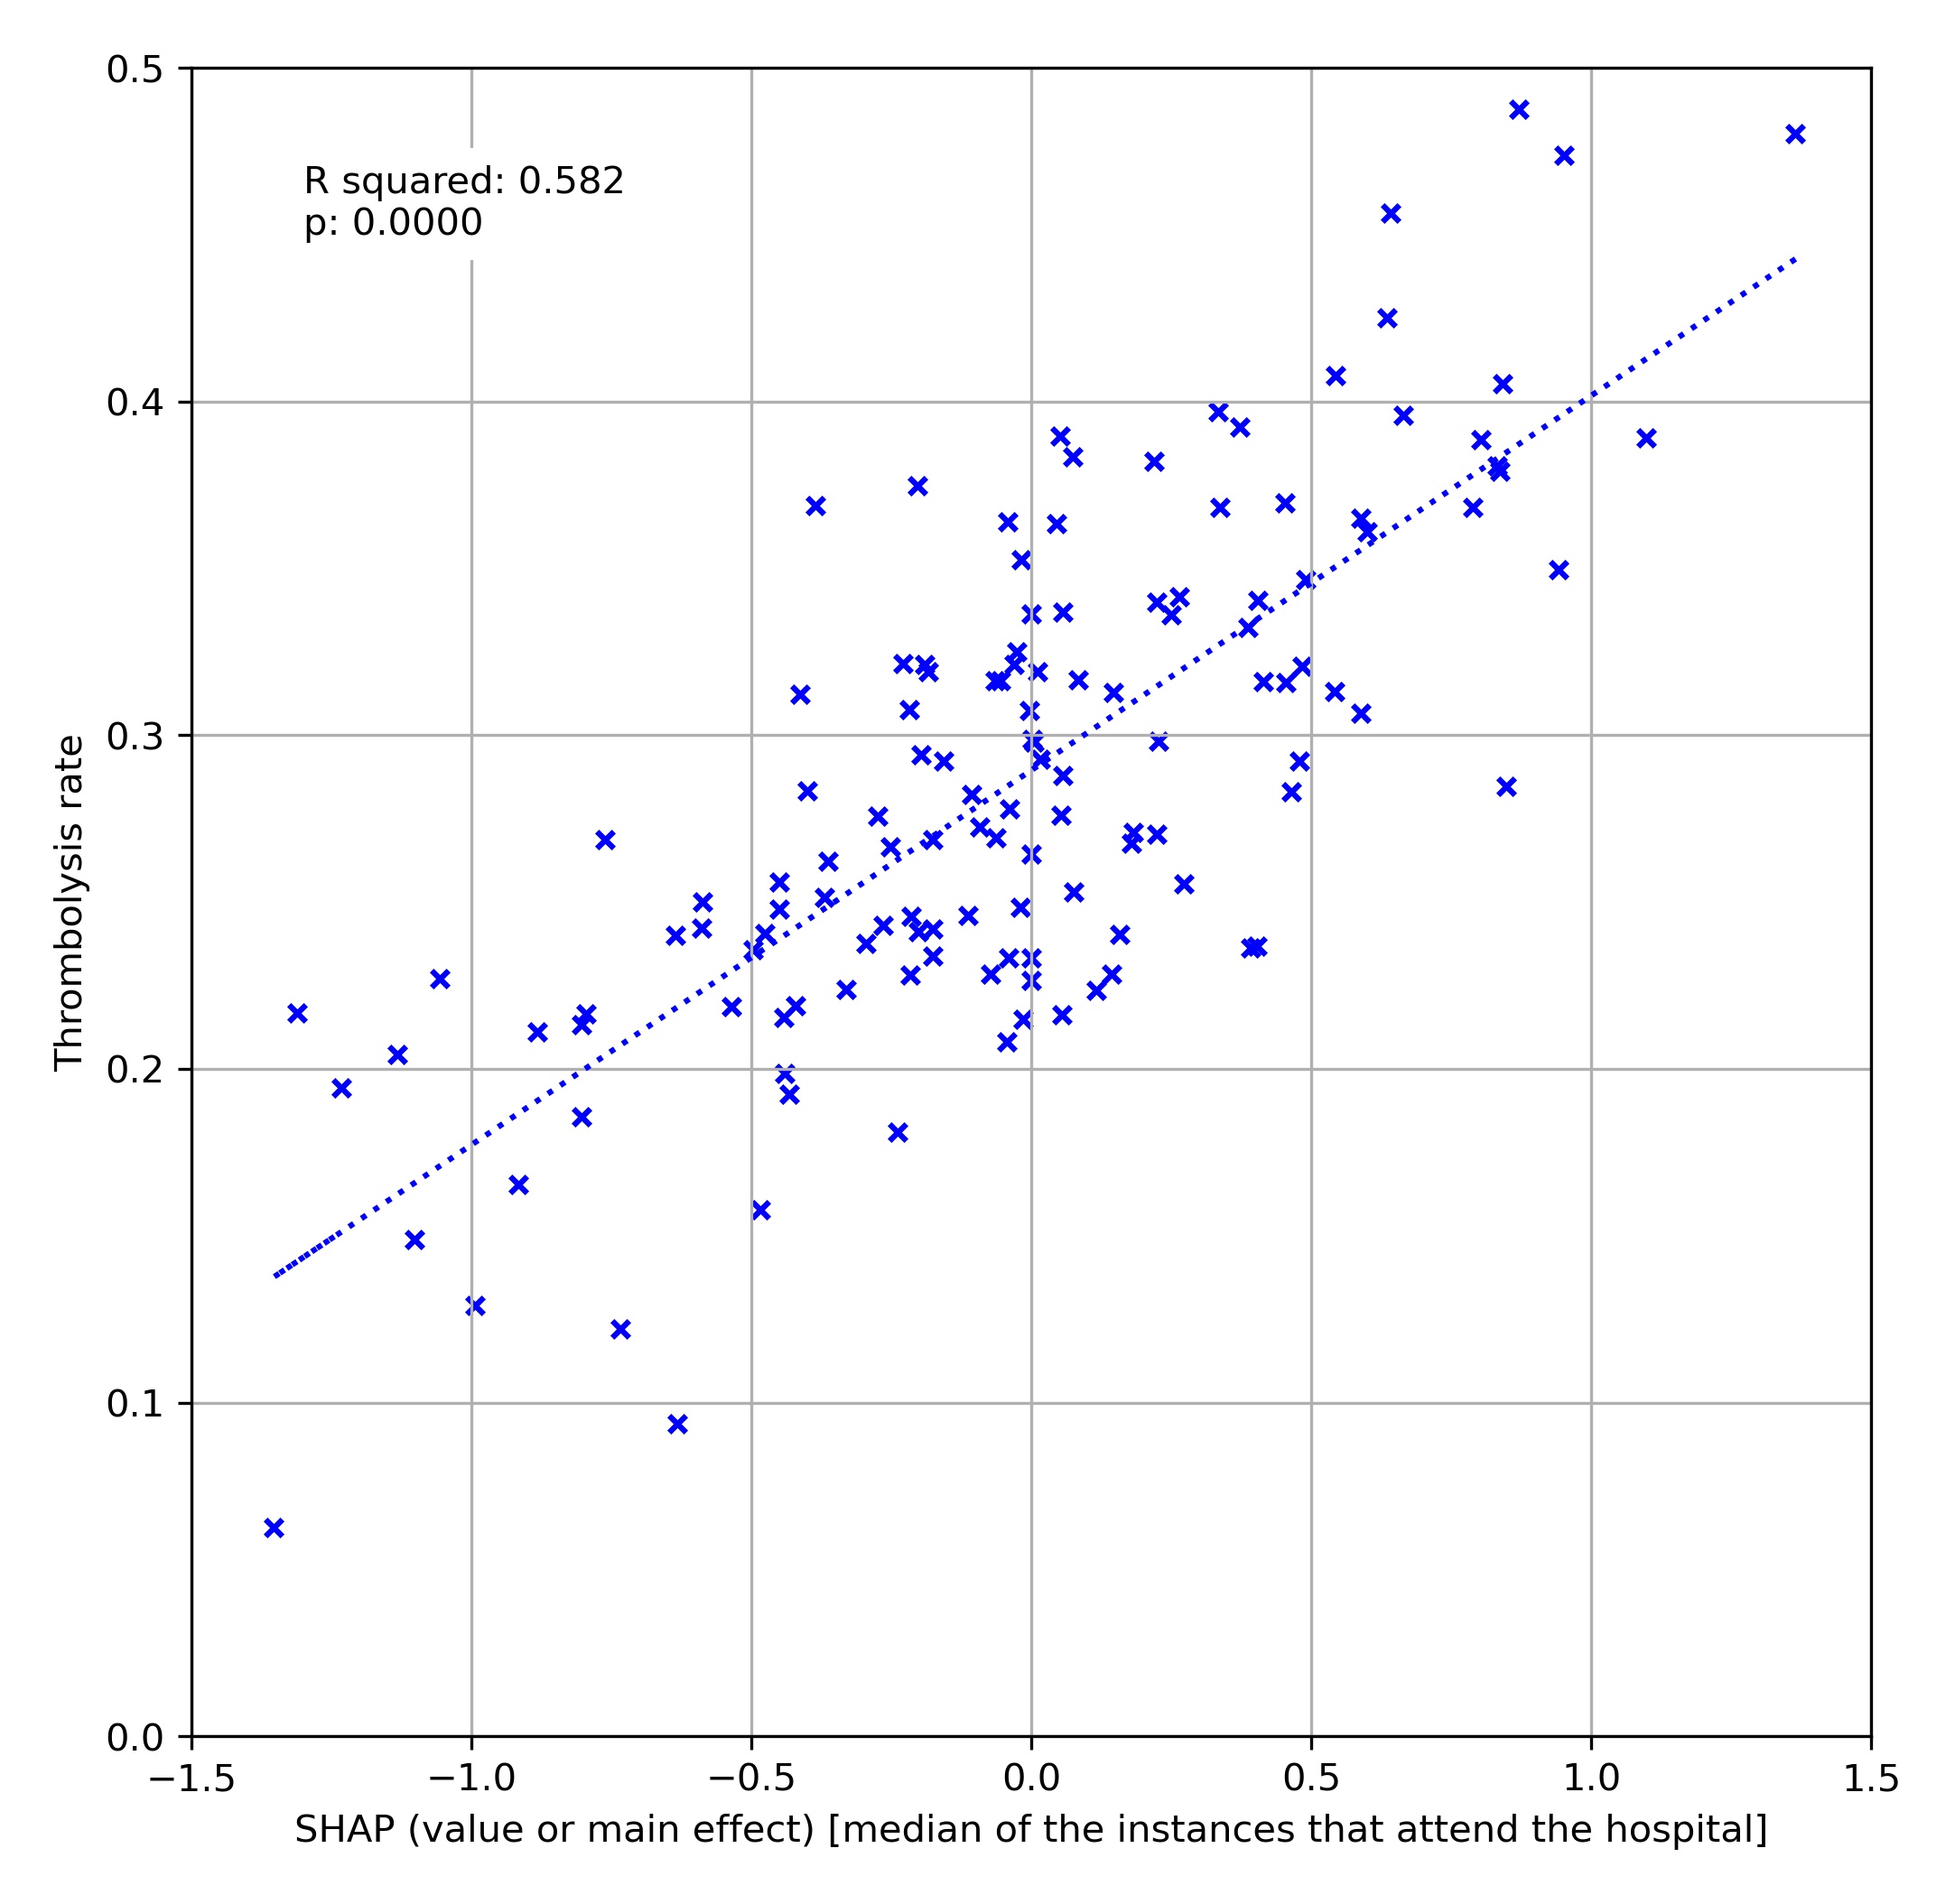 0.5
R squared: 0.582
p: 0.0000
0.4
0.3
Thrombolysis rate
0.2
0.1
0.0
−1.5 −1.0 −0.5 0.0 0.5 1.0 1.5
SHAP (value or main effect) [median of the instances that attend the hospital]